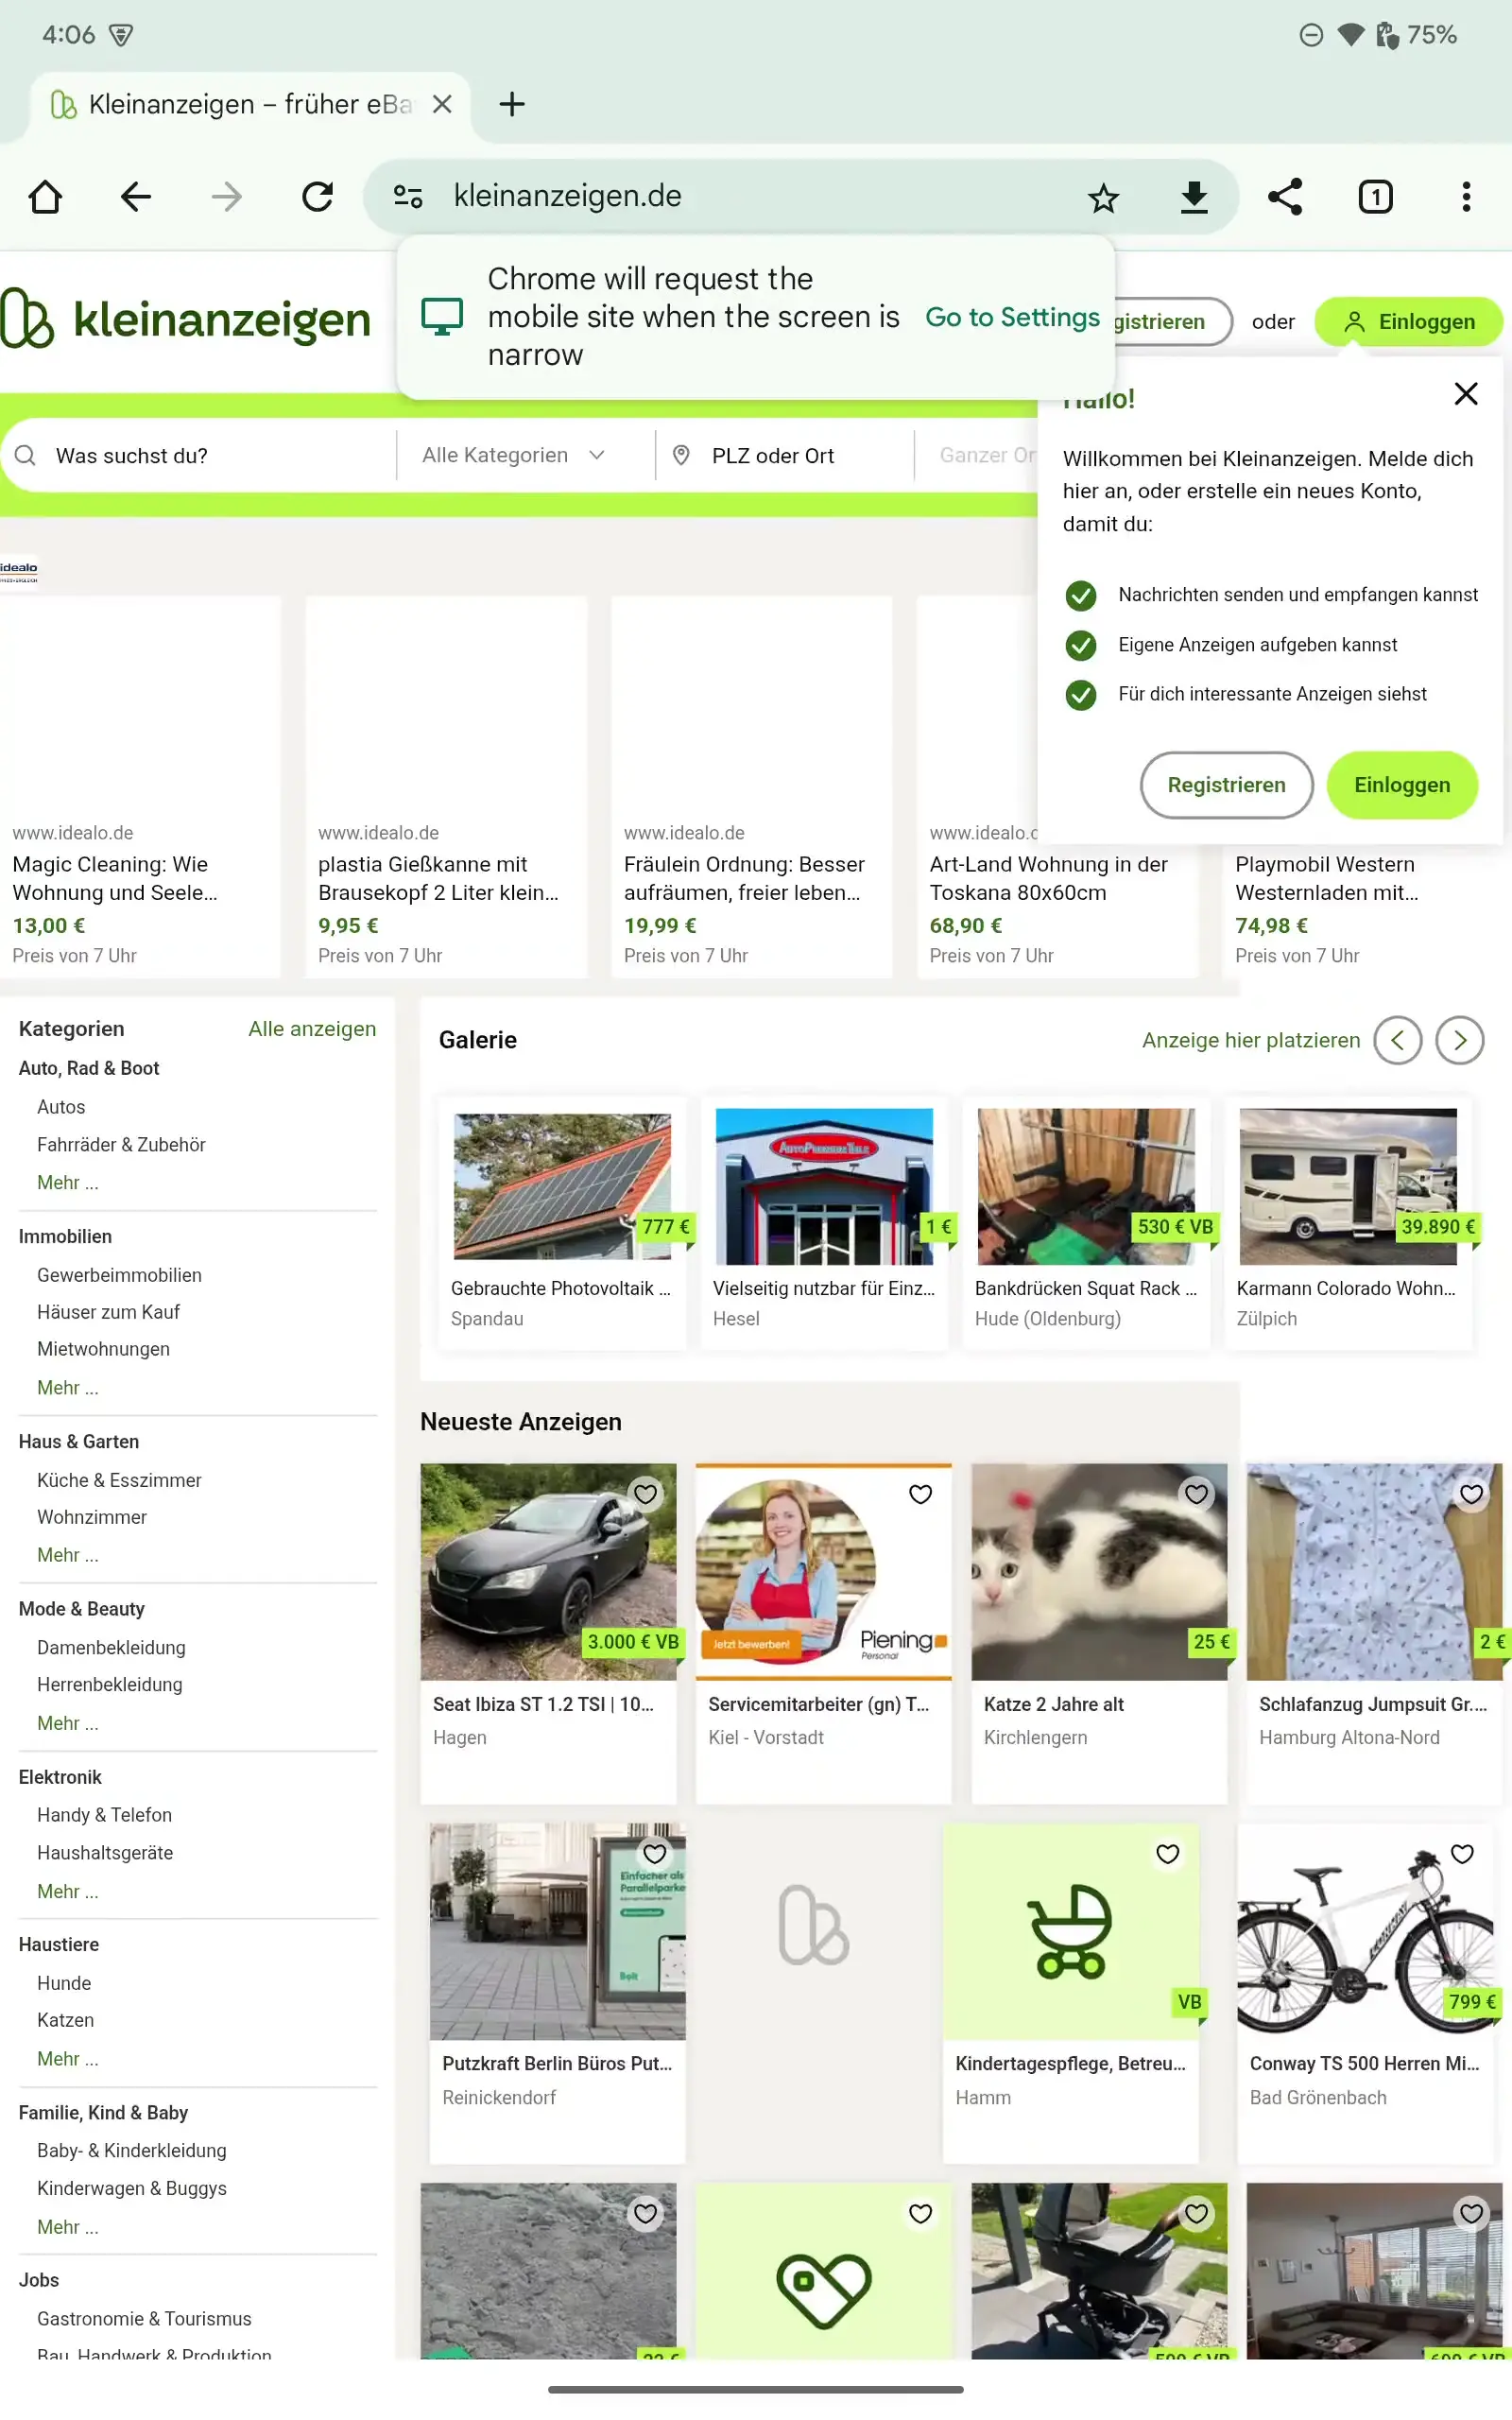 4:06
75%
Kleinanzeigen – früher eBa
kleinanzeigen.de
1
Chrome will request the
mobile site when the screen is
narrow
Go to Settings
kleinanzeigen
gistrieren
oder
Einloggen
Hallo!
Willkommen bei Kleinanzeigen. Melde dich
hier an, oder erstelle ein neues Konto,
damit du:
Nachrichten senden und empfangen kannst
Eigene Anzeigen aufgeben kannst
Für dich interessante Anzeigen siehst
Registrieren
Einloggen
Was suchst du?
Alle Kategorien
PLZ oder Ort
Ganzer Or
idealo
www.idealo.de
Magic Cleaning: Wie
Wohnung und Seele...
13,00 €
Preis von 7 Uhr
www.idealo.de
plastia Gießkanne mit
Brausekopf 2 Liter klein...
9,95 €
Preis von 7 Uhr
www.idealo.de
Fräulein Ordnung: Besser
aufräumen, freier leben...
19,99 €
Preis von 7 Uhr
www.idealo.d
Art-Land Wohnung in der
Toskana 80x60cm
68,90 €
Preis von 7 Uhr
Playmobil Western
Westernladen mit...
74,98 €
Preis von 7 Uhr
Kategorien
Alle anzeigen
Auto, Rad & Boot
Autos
Fahrräder & Zubehör
Mehr ...
Immobilien
Gewerbeimmobilien
Häuser zum Kauf
Mietwohnungen
Mehr ...
Haus & Garten
Küche & Esszimmer
Wohnzimmer
Mehr ...
Mode & Beauty
Damenbekleidung
Herrenbekleidung
Mehr ...
Elektronik
Handy & Telefon
Haushaltsgeräte
Mehr ...
Haustiere
Hunde
Katzen
Mehr ...
Familie, Kind & Baby
Baby- & Kinderkleidung
Kinderwagen & Buggys
Mehr ...
Jobs
Gastronomie & Tourismus
Bau, Handwerk & Produktion
Galerie
Anzeige hier platzieren
777 €
Gebrauchte Photovoltaik ...
Spandau
1 €
Vielseitig nutzbar für Einz...
Hesel
530 € VB
Bankdrücken Squat Rack ...
Hude (Oldenburg)
39.890 €
Karmann Colorado Wohn...
Zülpich
Neueste Anzeigen
3.000 € VB
Seat Ibiza ST 1.2 TSI | 10...
Hagen
Jetzt bewerben!
Piening
Personal
Servicemitarbeiter (gn) T...
Kiel - Vorstadt
25 €
Katze 2 Jahre alt
Kirchlengern
2 €
Schlafanzug Jumpsuit Gr....
Hamburg Altona-Nord
Einfacher als
Parallelparke
Bolt
Putzkraft Berlin Büros Put...
Reinickendorf
VB
Kindertagespflege, Betreu...
Hamm
CONWAY
799 €
Conway TS 500 Herren Mi...
Bad Grönenbach